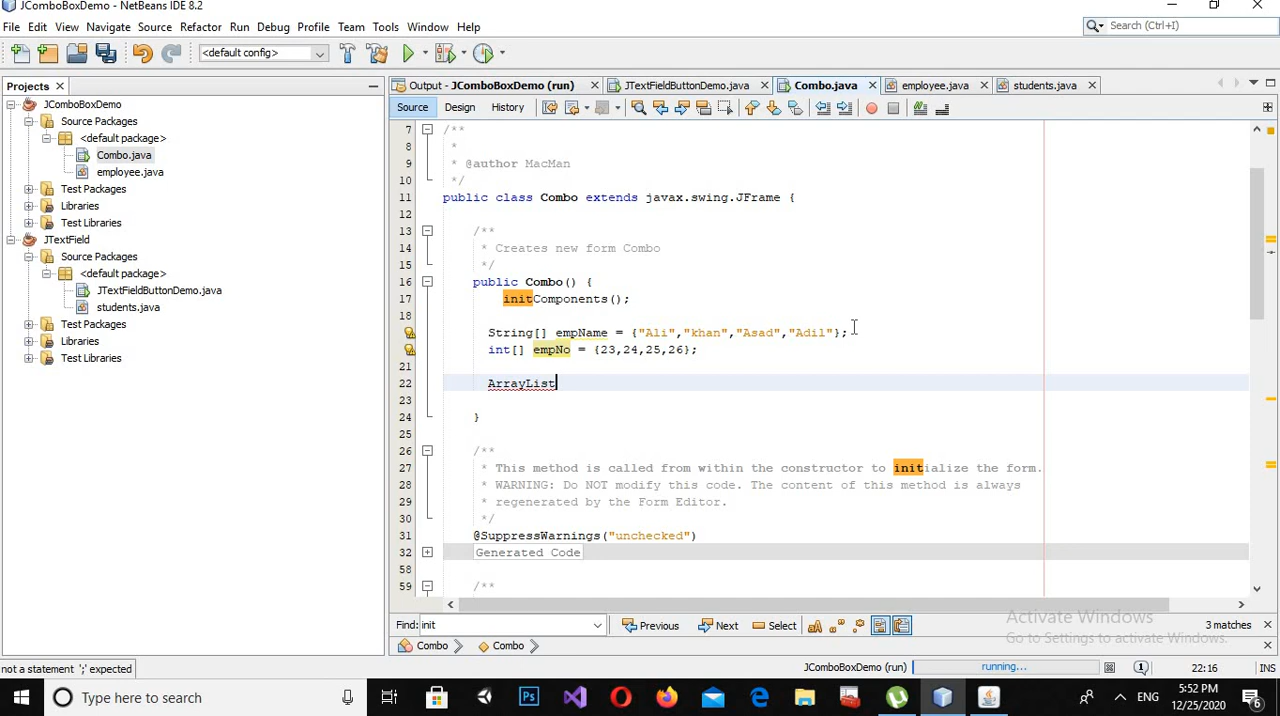 JComboBoxDemo - NetBeans IDE 8.2
File Edit View Navigate Source Refactor Run Debug Profile Team Tools Window Help
Search (Ctrl+I)
<default config>
Projects
Output - JComboBoxDemo (run) JTextFieldButtonDemo.java Combo.java employee.java students.java
Source Design History
JComboBoxDemo
Source Packages
<default package>
Combo.java
employee.java
Test Packages
Libraries
Test Libraries
JTextField
Source Packages
<default package>
JTextFieldButtonDemo.java
students.java
Test Packages
Libraries
Test Libraries
7 /**
8 *
9 * @author MacMan
10 */
11 public class Combo extends javax.swing.JFrame {
12
13 /**
14 * Creates new form Combo
15 */
16 public Combo() {
17 initComponents();
18
String[] empName = {"Ali","khan","Asad","Adil"};
int[] empNo = {23,24,25,26};
21
22 ArrayList
23
24 }
25
26 /**
27 * This method is called from within the constructor to initialize the form.
28 * WARNING: Do NOT modify this code. The content of this method is always
29 * regenerated by the Form Editor.
30 */
31 @SuppressWarnings("unchecked")
32 Generated Code
58
59 /**
Activate Windows
Go to Settings to activate Windows.
Find: init Previous Next Select 3 matches
Combo Combo
not a statement ';' expected
JComboBoxDemo (run) running... 1 22:16 INS
Type here to search
ENG
5:52 PM
12/25/2020
6